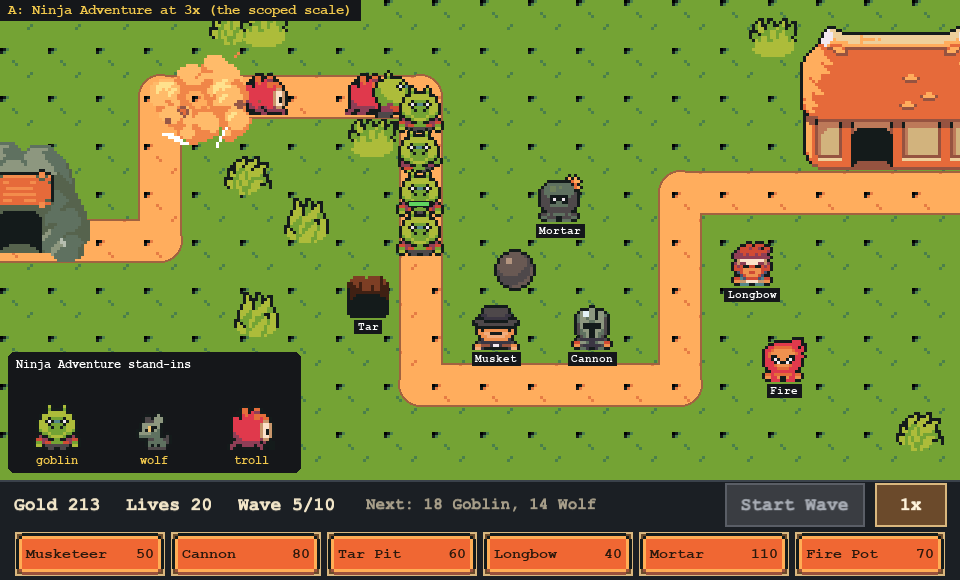 A: Ninja Adventure at 3x (the scoped scale)
Mortar
Longbow
Tar
Musket
Cannon
Fire
Ninja Adventure stand-ins
goblin
wolf
troll
Gold 213
Lives 20
Wave 5/10
Next: 18 Goblin, 14 Wolf
Start Wave
1x
Musketeer 50
Cannon 80
Tar Pit 60
Longbow 40
Mortar 110
Fire Pot 70